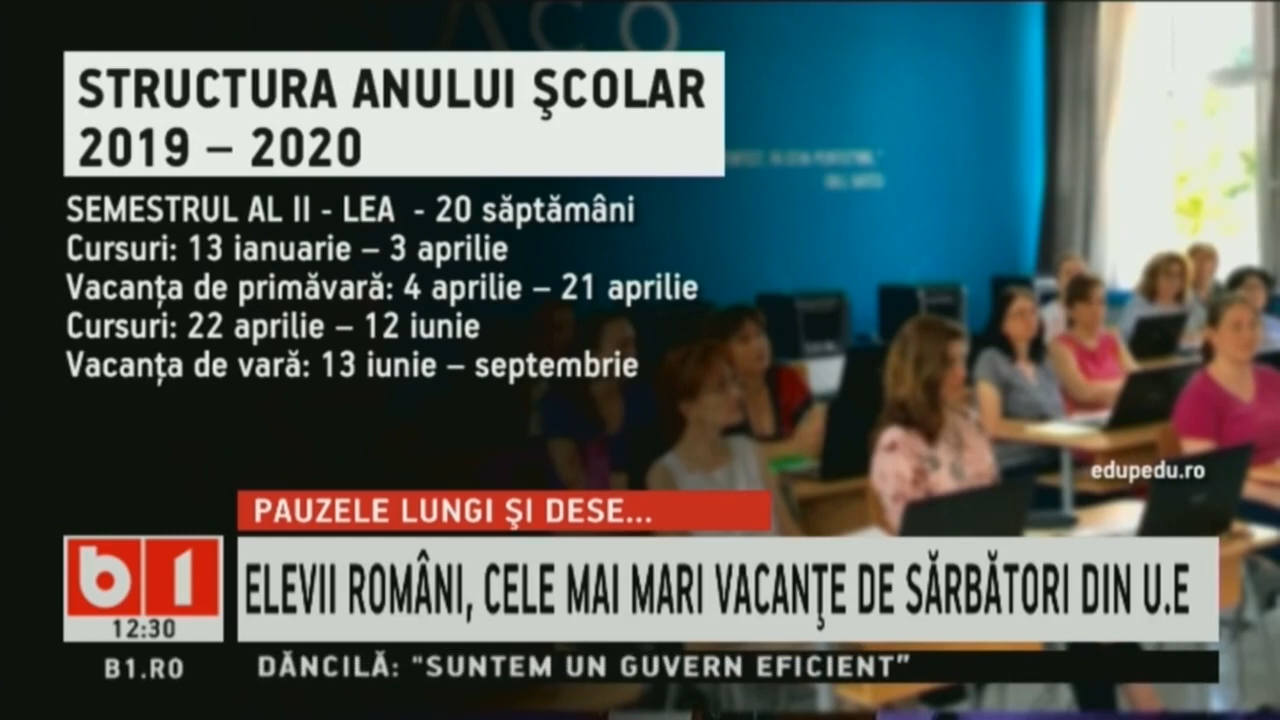 STRUCTURA ANULUI ŞCOLAR
2019 – 2020
SEMESTRUL AL II - LEA - 20 săptămâni
Cursuri: 13 ianuarie – 3 aprilie
Vacanța de primăvară: 4 aprilie – 21 aprilie
Cursuri: 22 aprilie – 12 iunie
Vacanța de vară: 13 iunie – septembrie
edupedu.ro
PAUZELE LUNGI ŞI DESE...
b1
ELEVII ROMÂNI, CELE MAI MARI VACANŢE DE SĂRBĂTORI DIN U.E
12:30
B1.RO
DĂNCILĂ: "SUNTEM UN GUVERN EFICIENT"